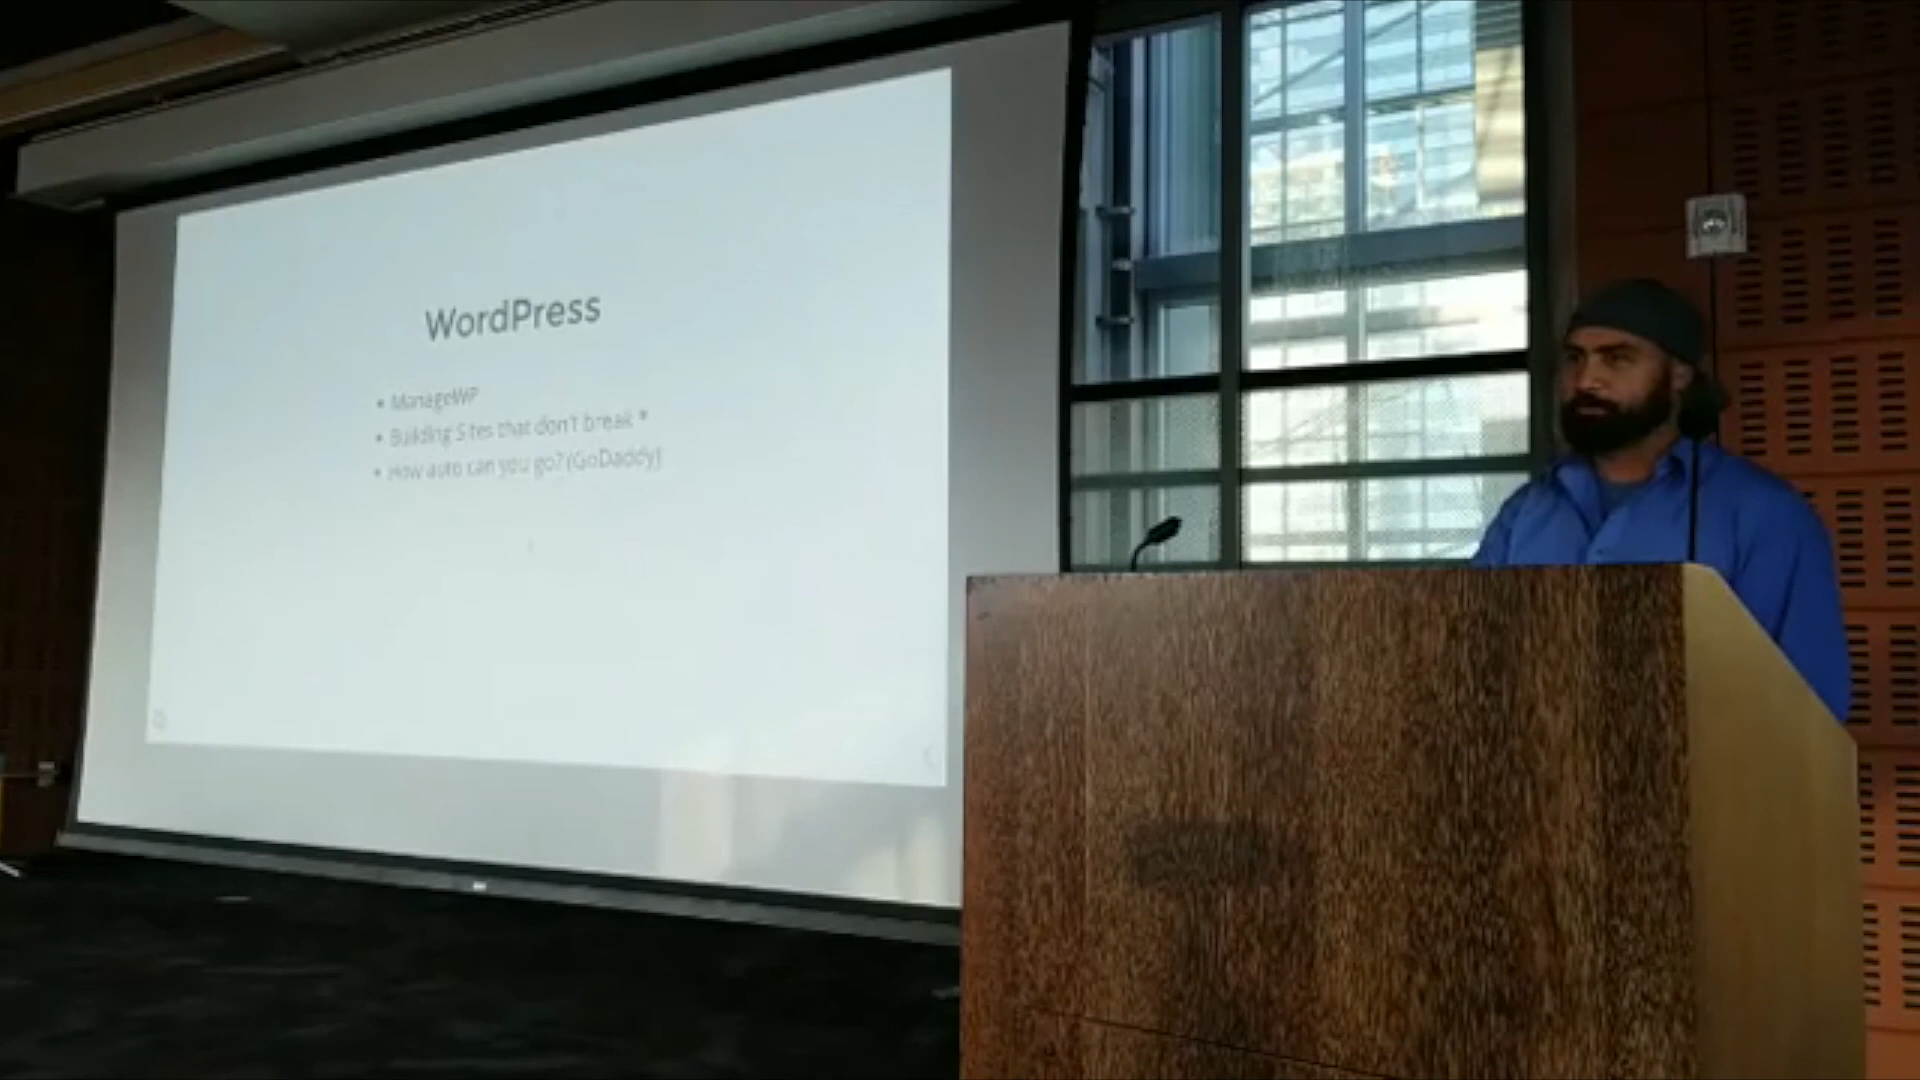 WordPress
• ManageWP
• Building Sites that don't break *
• How auto can you go? (GoDaddy)